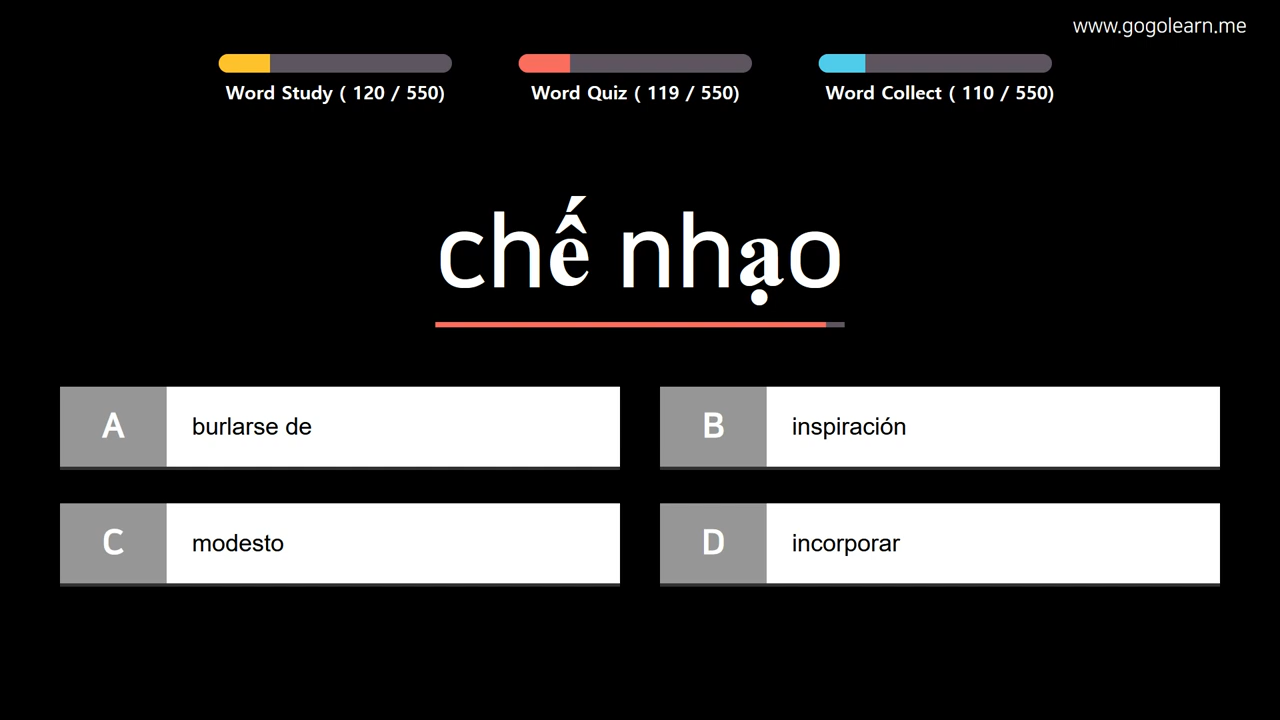 www.gogolearn.me
Word Study ( 120 / 550)
Word Quiz ( 119 / 550)
Word Collect ( 110 / 550)
chế nhạo
A burlarse de
B inspiración
C modesto
D incorporar